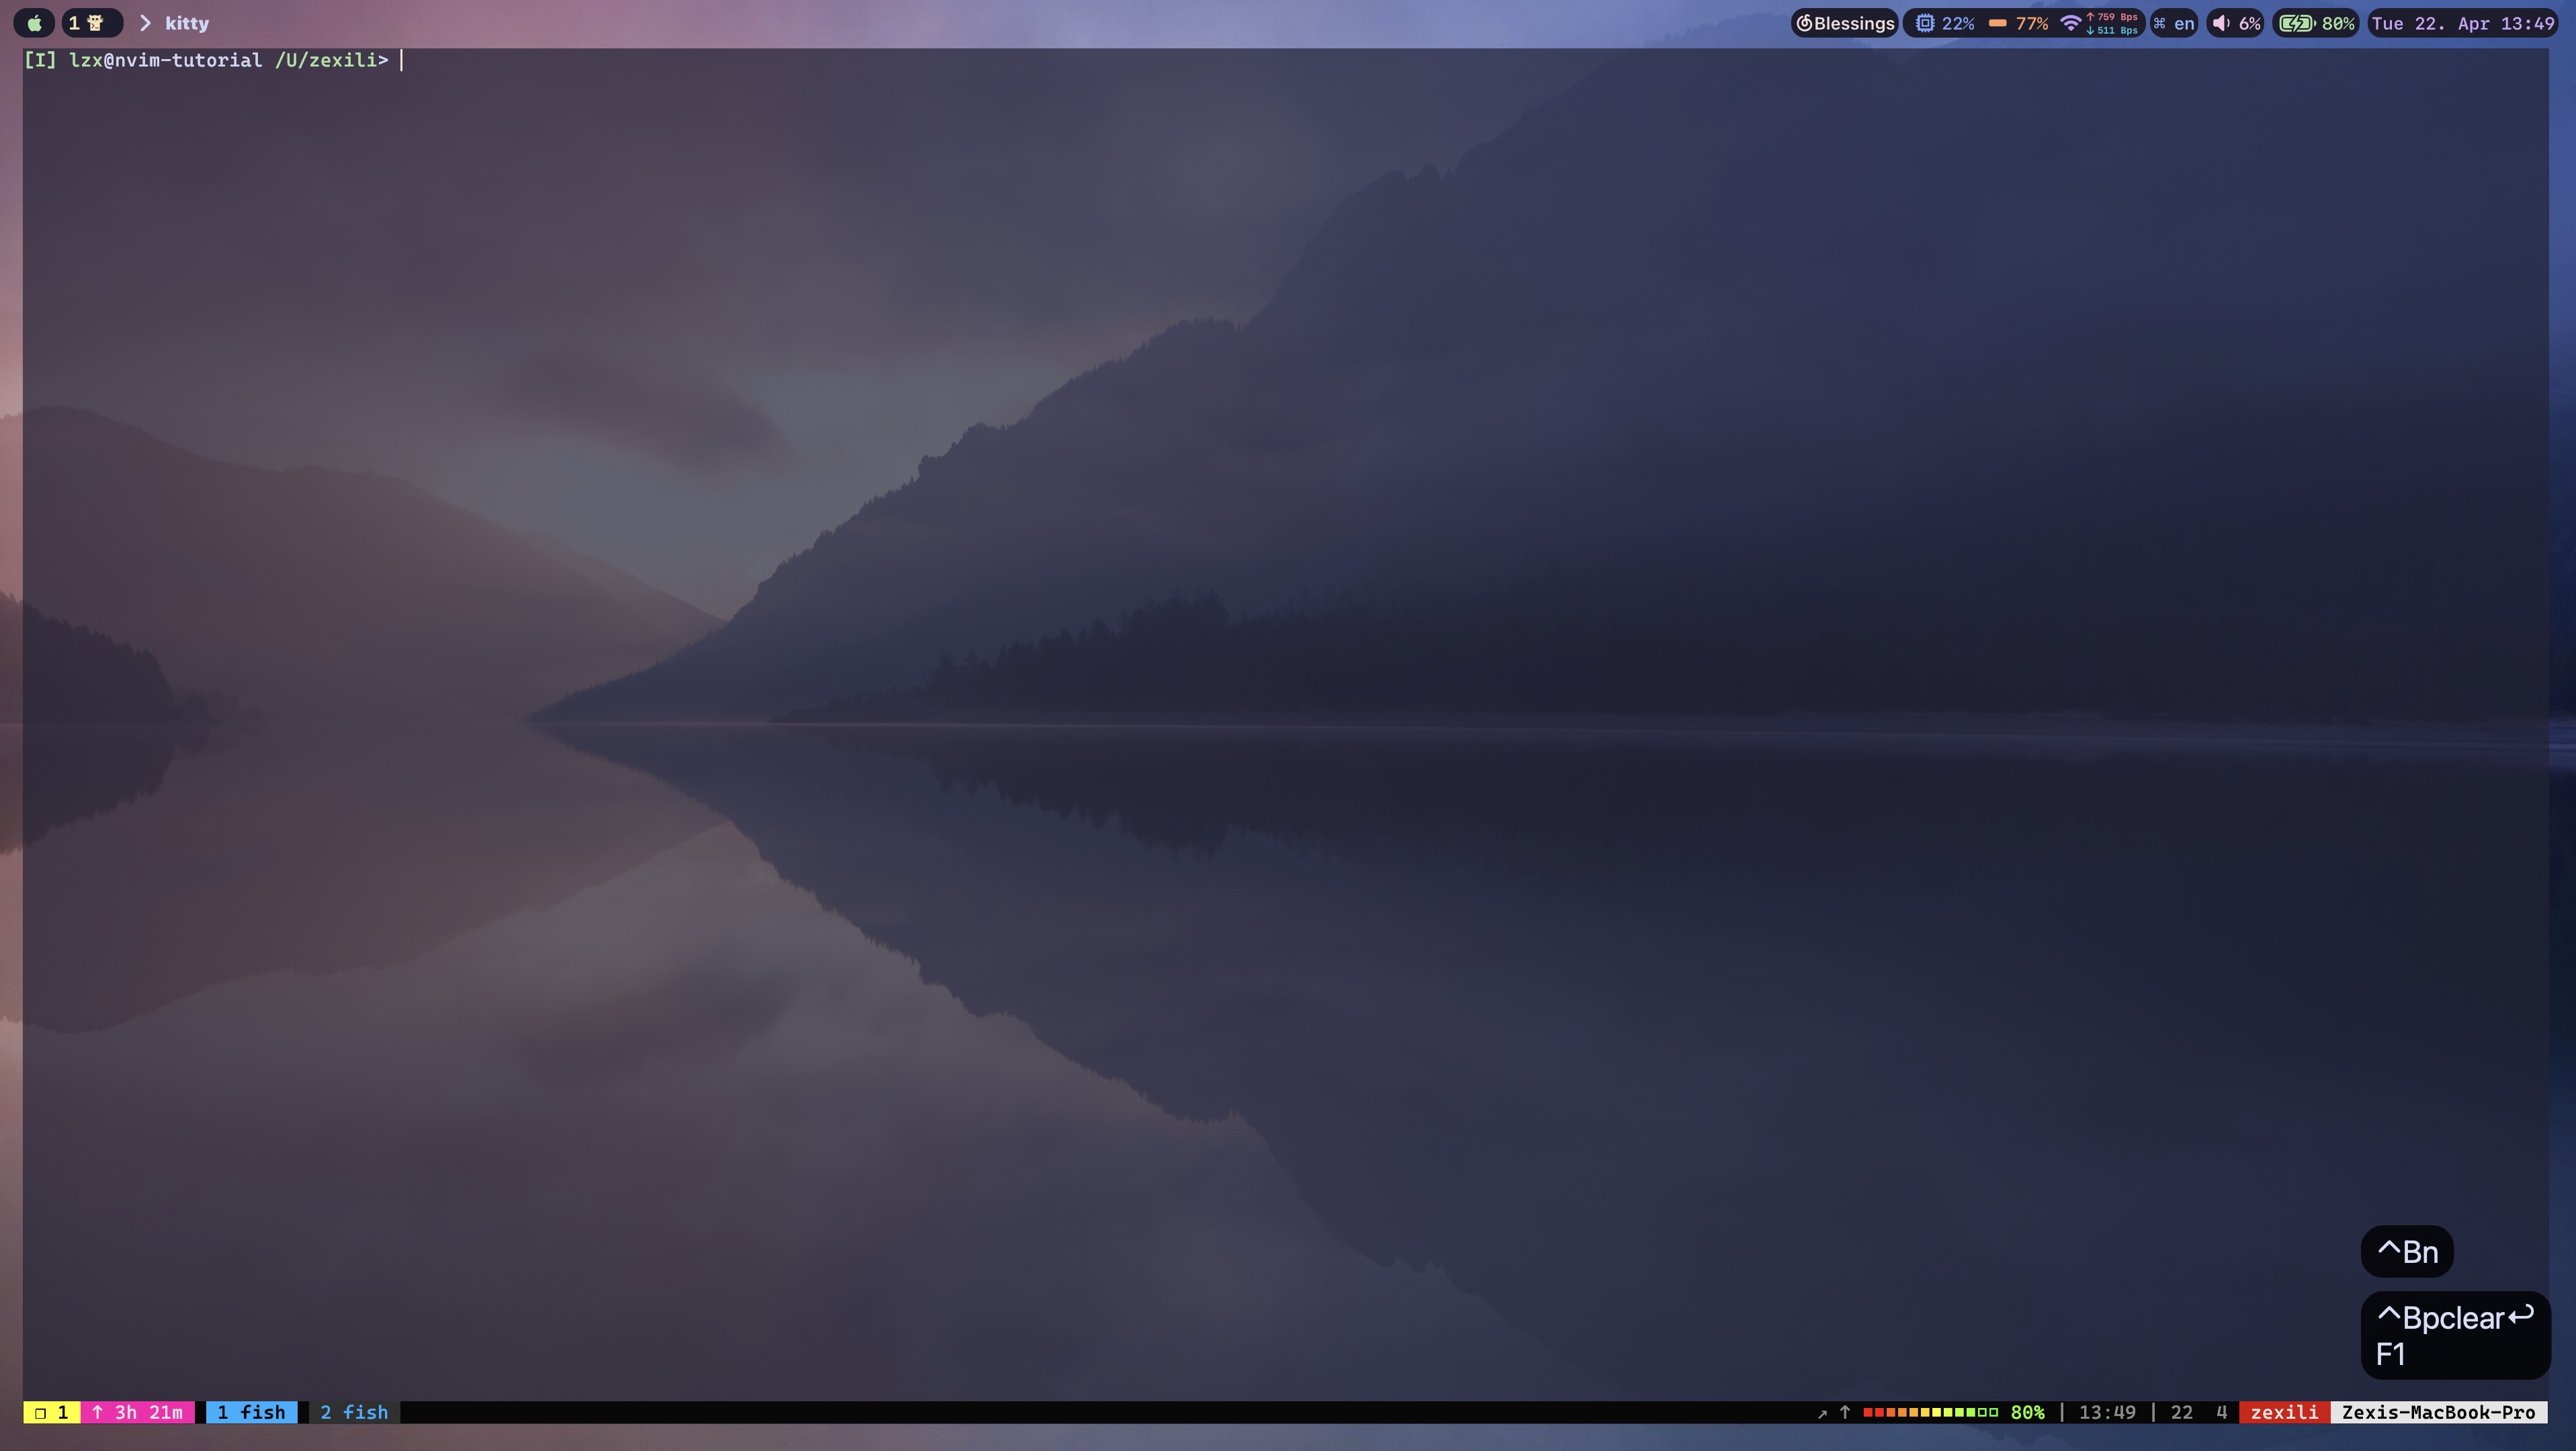 1 > kitty Blessings 22% 77% ↑ 759 Bps ↓ 511 Bps ⌘ en 6% 80% Tue 22. Apr 13:49
[I] lzx@nvim-tutorial /U/zexili>
^Bn
^Bpclear↩
F1
❐ 1 ↑ 3h 21m 1 fish 2 fish ↗ ↑ 80% | 13:49 | 22 4 zexili Zexis-MacBook-Pro